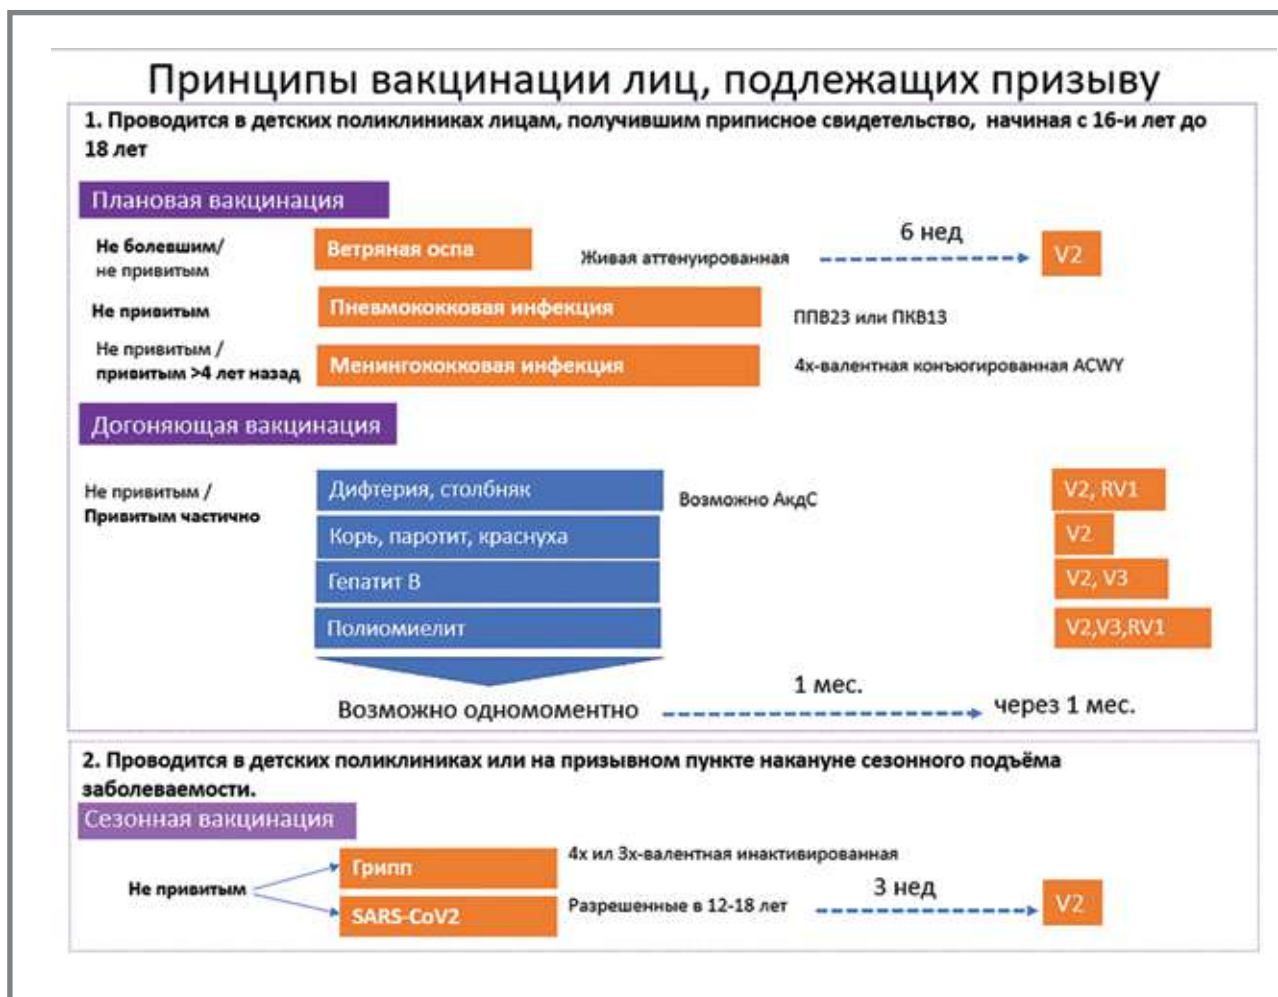 Принципы вакцинации лиц, подлежащих призыву
1. Проводится в детских поликлиниках лицам, получившим приписное свидетельство, начиная с 16-и лет до
18 лет
Плановая вакцинация
Не болевшим/
не привитым
Ветряная оспа
Живая аттенуированная
6 нед
V2
Не привитым
Пневмококковая инфекция
ППВ23 или ПКВ13
Не привитым /
привитым >4 лет назад
Менингококковая инфекция
4х-валентная конъюгированная ACWY
Догоняющая вакцинация
Не привитым /
Привитым частично
Дифтерия, столбняк
Возможно АкдС
V2, RV1
Корь, паротит, краснуха
V2
Гепатит В
V2, V3
Полиомиелит
V2,V3,RV1
Возможно одномоментно
1 мес.
через 1 мес.
2. Проводится в детских поликлиниках или на призывном пункте накануне сезонного подъёма
заболеваемости.
Сезонная вакцинация
Не привитым
Грипп
4х ил 3х-валентная инактивированная
SARS-CoV2
Разрешенные в 12-18 лет
3 нед
V2